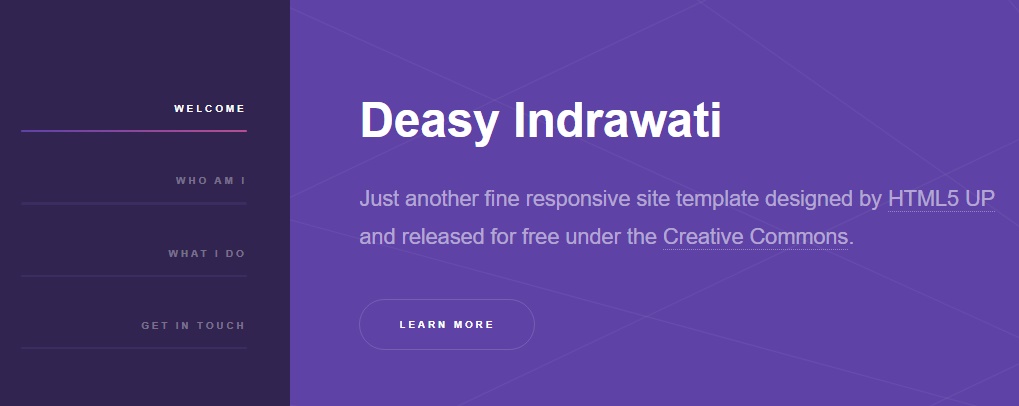 WELCOME
WHO AM I
WHAT I DO
GET IN TOUCH
Deasy Indrawati
Just another fine responsive site template designed by HTML5 UP
and released for free under the Creative Commons.
LEARN MORE